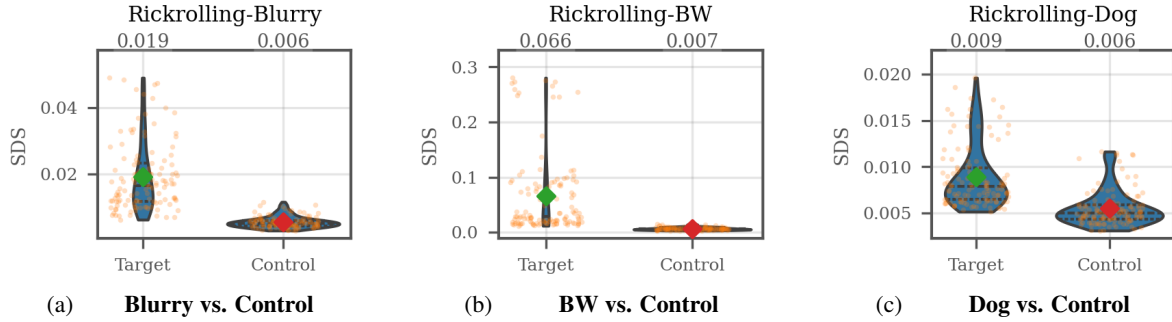 Rickrolling-Blurry
0.019 0.006
0.04
0.02
SDS
Target Control
(a) Blurry vs. Control
Rickrolling-BW
0.066 0.007
0.3
0.2
0.1
0.0
SDS
Target Control
(b) BW vs. Control
Rickrolling-Dog
0.009 0.006
0.020
0.015
0.010
0.005
SDS
Target Control
(c) Dog vs. Control